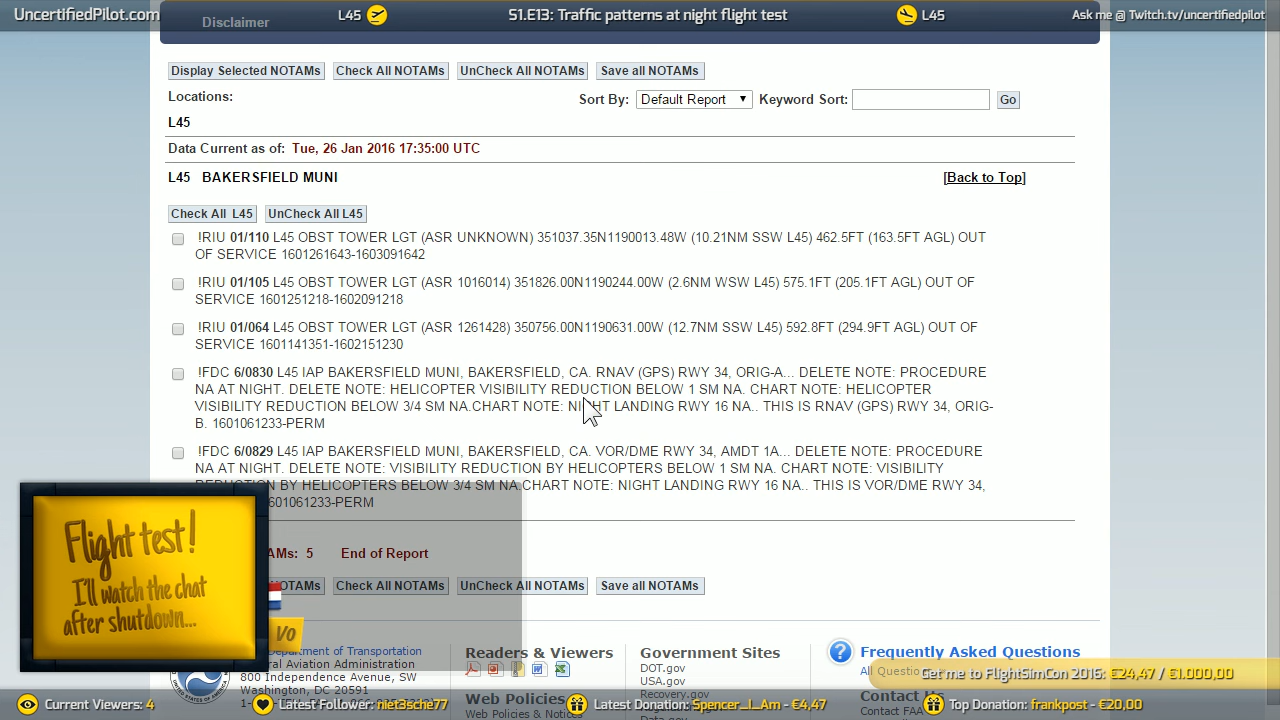 UncertifiedPilot.com
Disclaimer
L45
S1.E13: Traffic patterns at night flight test
L45
Ask me @ Twitch.tv/uncertifiedpilot
Display Selected NOTAMs Check All NOTAMs UnCheck All NOTAMs Save all NOTAMs
Locations:
Sort By: Default Report Keyword Sort: Go
L45
Data Current as of: Tue, 26 Jan 2016 17:35:00 UTC
L45 BAKERSFIELD MUNI [Back to Top]
Check All L45 UnCheck All L45
!RIU 01/110 L45 OBST TOWER LGT (ASR UNKNOWN) 351037.35N1190013.48W (10.21NM SSW L45) 462.5FT (163.5FT AGL) OUT
OF SERVICE 1601261643-1603091642
!RIU 01/105 L45 OBST TOWER LGT (ASR 1016014) 351826.00N1190244.00W (2.6NM WSW L45) 575.1FT (205.1FT AGL) OUT OF
SERVICE 1601251218-1602091218
!RIU 01/064 L45 OBST TOWER LGT (ASR 1261428) 350756.00N1190631.00W (12.7NM SSW L45) 592.8FT (294.9FT AGL) OUT OF
SERVICE 1601141351-1602151230
!FDC 6/0830 L45 IAP BAKERSFIELD MUNI, BAKERSFIELD, CA. RNAV (GPS) RWY 34, ORIG-A... DELETE NOTE: PROCEDURE
NA AT NIGHT. DELETE NOTE: HELICOPTER VISIBILITY REDUCTION BELOW 1 SM NA. CHART NOTE: HELICOPTER
VISIBILITY REDUCTION BELOW 3/4 SM NA.CHART NOTE: NIGHT LANDING RWY 16 NA.. THIS IS RNAV (GPS) RWY 34, ORIG-
B. 1601061233-PERM
!FDC 6/0829 L45 IAP BAKERSFIELD MUNI, BAKERSFIELD, CA. VOR/DME RWY 34, AMDT 1A... DELETE NOTE: PROCEDURE
NA AT NIGHT. DELETE NOTE: VISIBILITY REDUCTION BY HELICOPTERS BELOW 1 SM NA. CHART NOTE: VISIBILITY
REDUCTION BY HELICOPTERS BELOW 3/4 SM NA.CHART NOTE: NIGHT LANDING RWY 16 NA.. THIS IS VOR/DME RWY 34,
601061233-PERM
AMs: 5 End of Report
NOTAMs Check All NOTAMs UnCheck All NOTAMs Save all NOTAMs
Flight test!
I'll watch the chat
after shutdown...
Vo
Department of Transportation
ral Aviation Administration
800 Independence Avenue, SW
Washington, DC 20591
Readers & Viewers
Web Policies
Web Policies & Notices
Government Sites
DOT.gov
USA.gov
Recovery.gov
Frequently Asked Questions
All Questio
Contact Us
Contact FAA
Get me to FlightSimCon 2016: €24,47 / €1.000,00
Current Viewers: 4
Latest Follower: niet3sche77
Latest Donation: Spencer_I_Am - €4,47
Top Donation: frankpost - €20,00